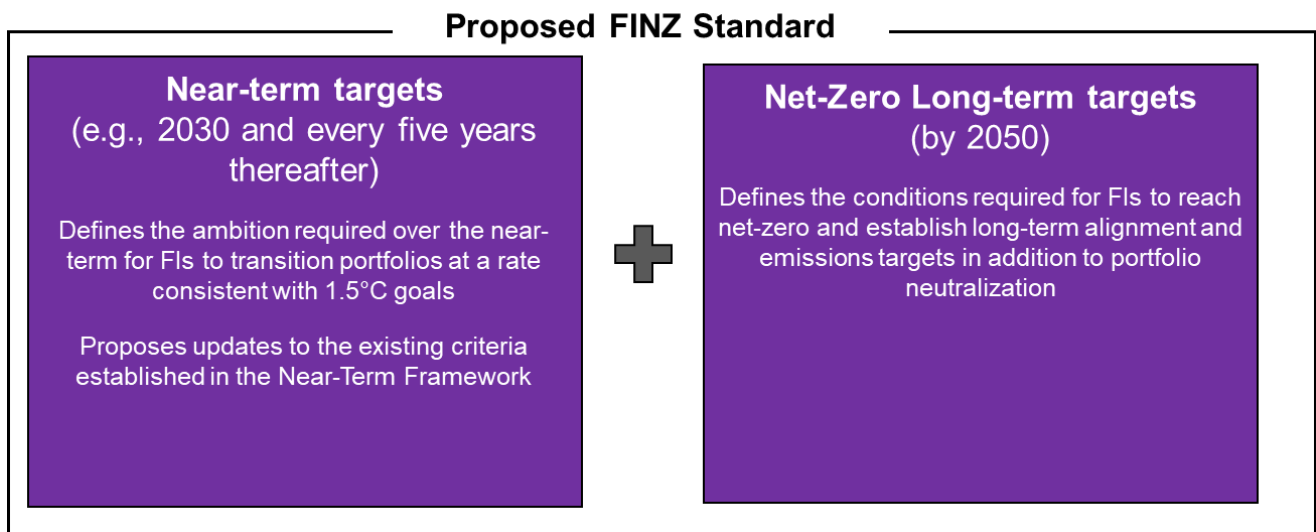 Proposed FINZ Standard
Near-term targets
(e.g., 2030 and every five years
thereafter)
Defines the ambition required over the near-
term for FIs to transition portfolios at a rate
consistent with 1.5°C goals
Proposes updates to the existing criteria
established in the Near-Term Framework
Net-Zero Long-term targets
(by 2050)
Defines the conditions required for FIs to reach
net-zero and establish long-term alignment and
emissions targets in addition to portfolio
neutralization